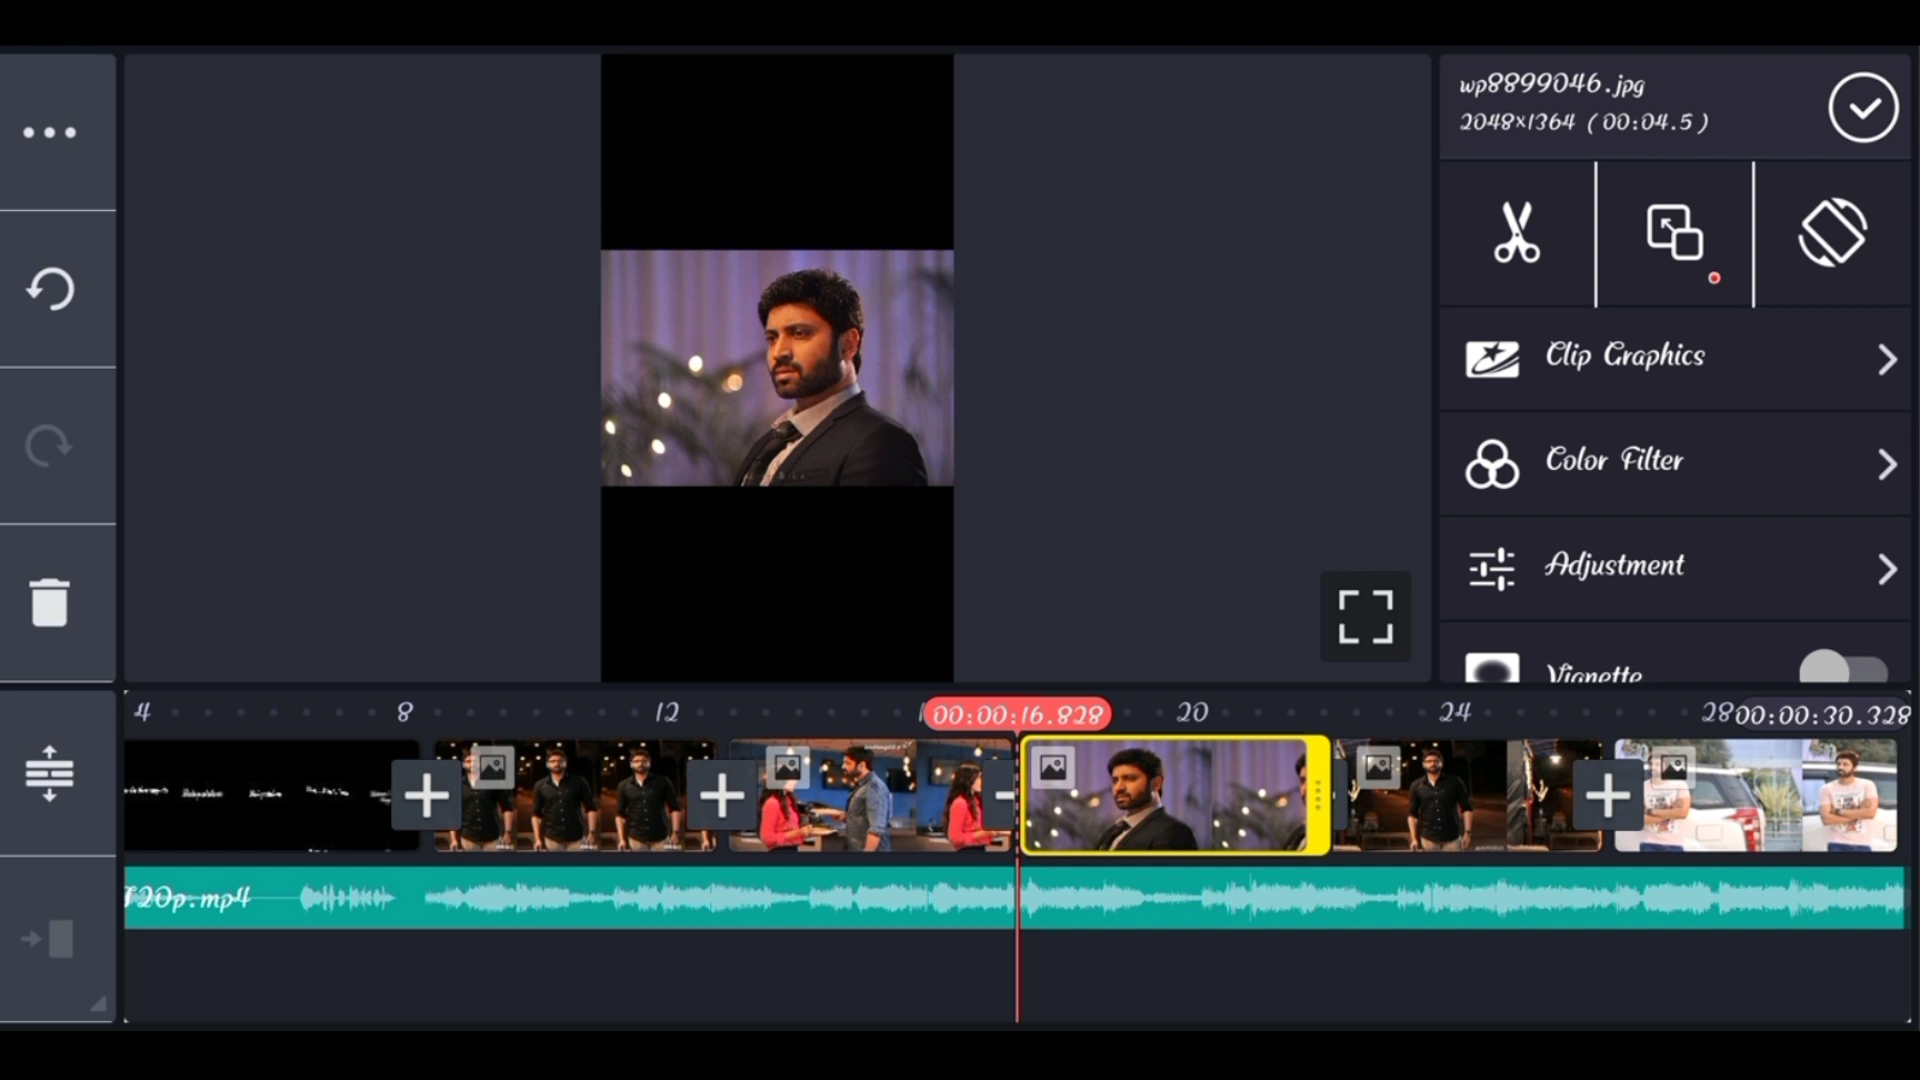 wp8899046.jpg
2048×1364 (00:04.5)
Clip Graphics
Color Filter
Adjustment
Vignette
4 8 12 00:00:16.828 20 24 28 00:00:30.328
20p.mp4